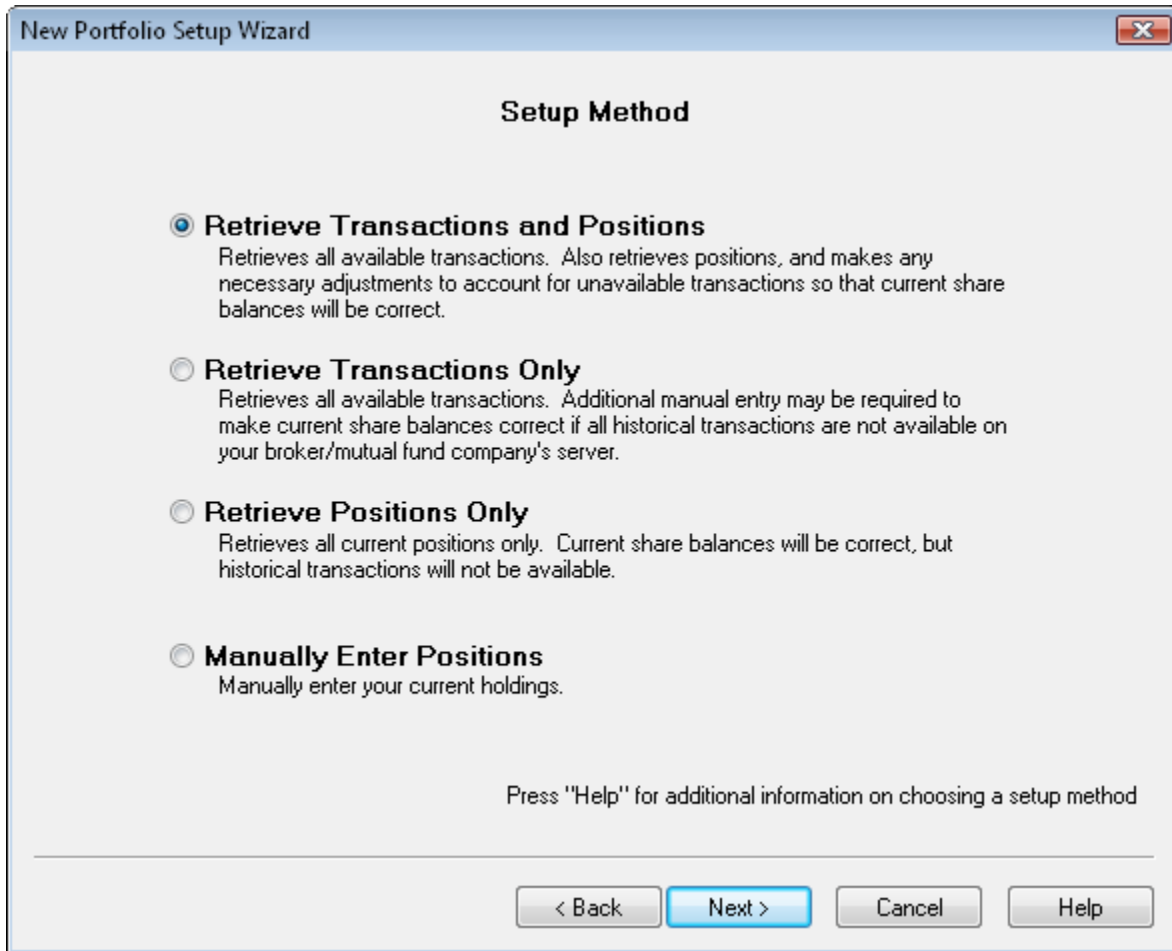 New Portfolio Setup Wizard
Setup Method
Retrieve Transactions and Positions
Retrieves all available transactions.  Also retrieves positions, and makes any
necessary adjustments to account for unavailable transactions so that current share
balances will be correct.
Retrieve Transactions Only
Retrieves all available transactions.  Additional manual entry may be required to
make current share balances correct if all historical transactions are not available on
your broker/mutual fund company's server.
Retrieve Positions Only
Retrieves all current positions only.  Current share balances will be correct, but
historical transactions will not be available.
Manually Enter Positions
Manually enter your current holdings.
Press "Help" for additional information on choosing a setup method
< Back Next > Cancel Help